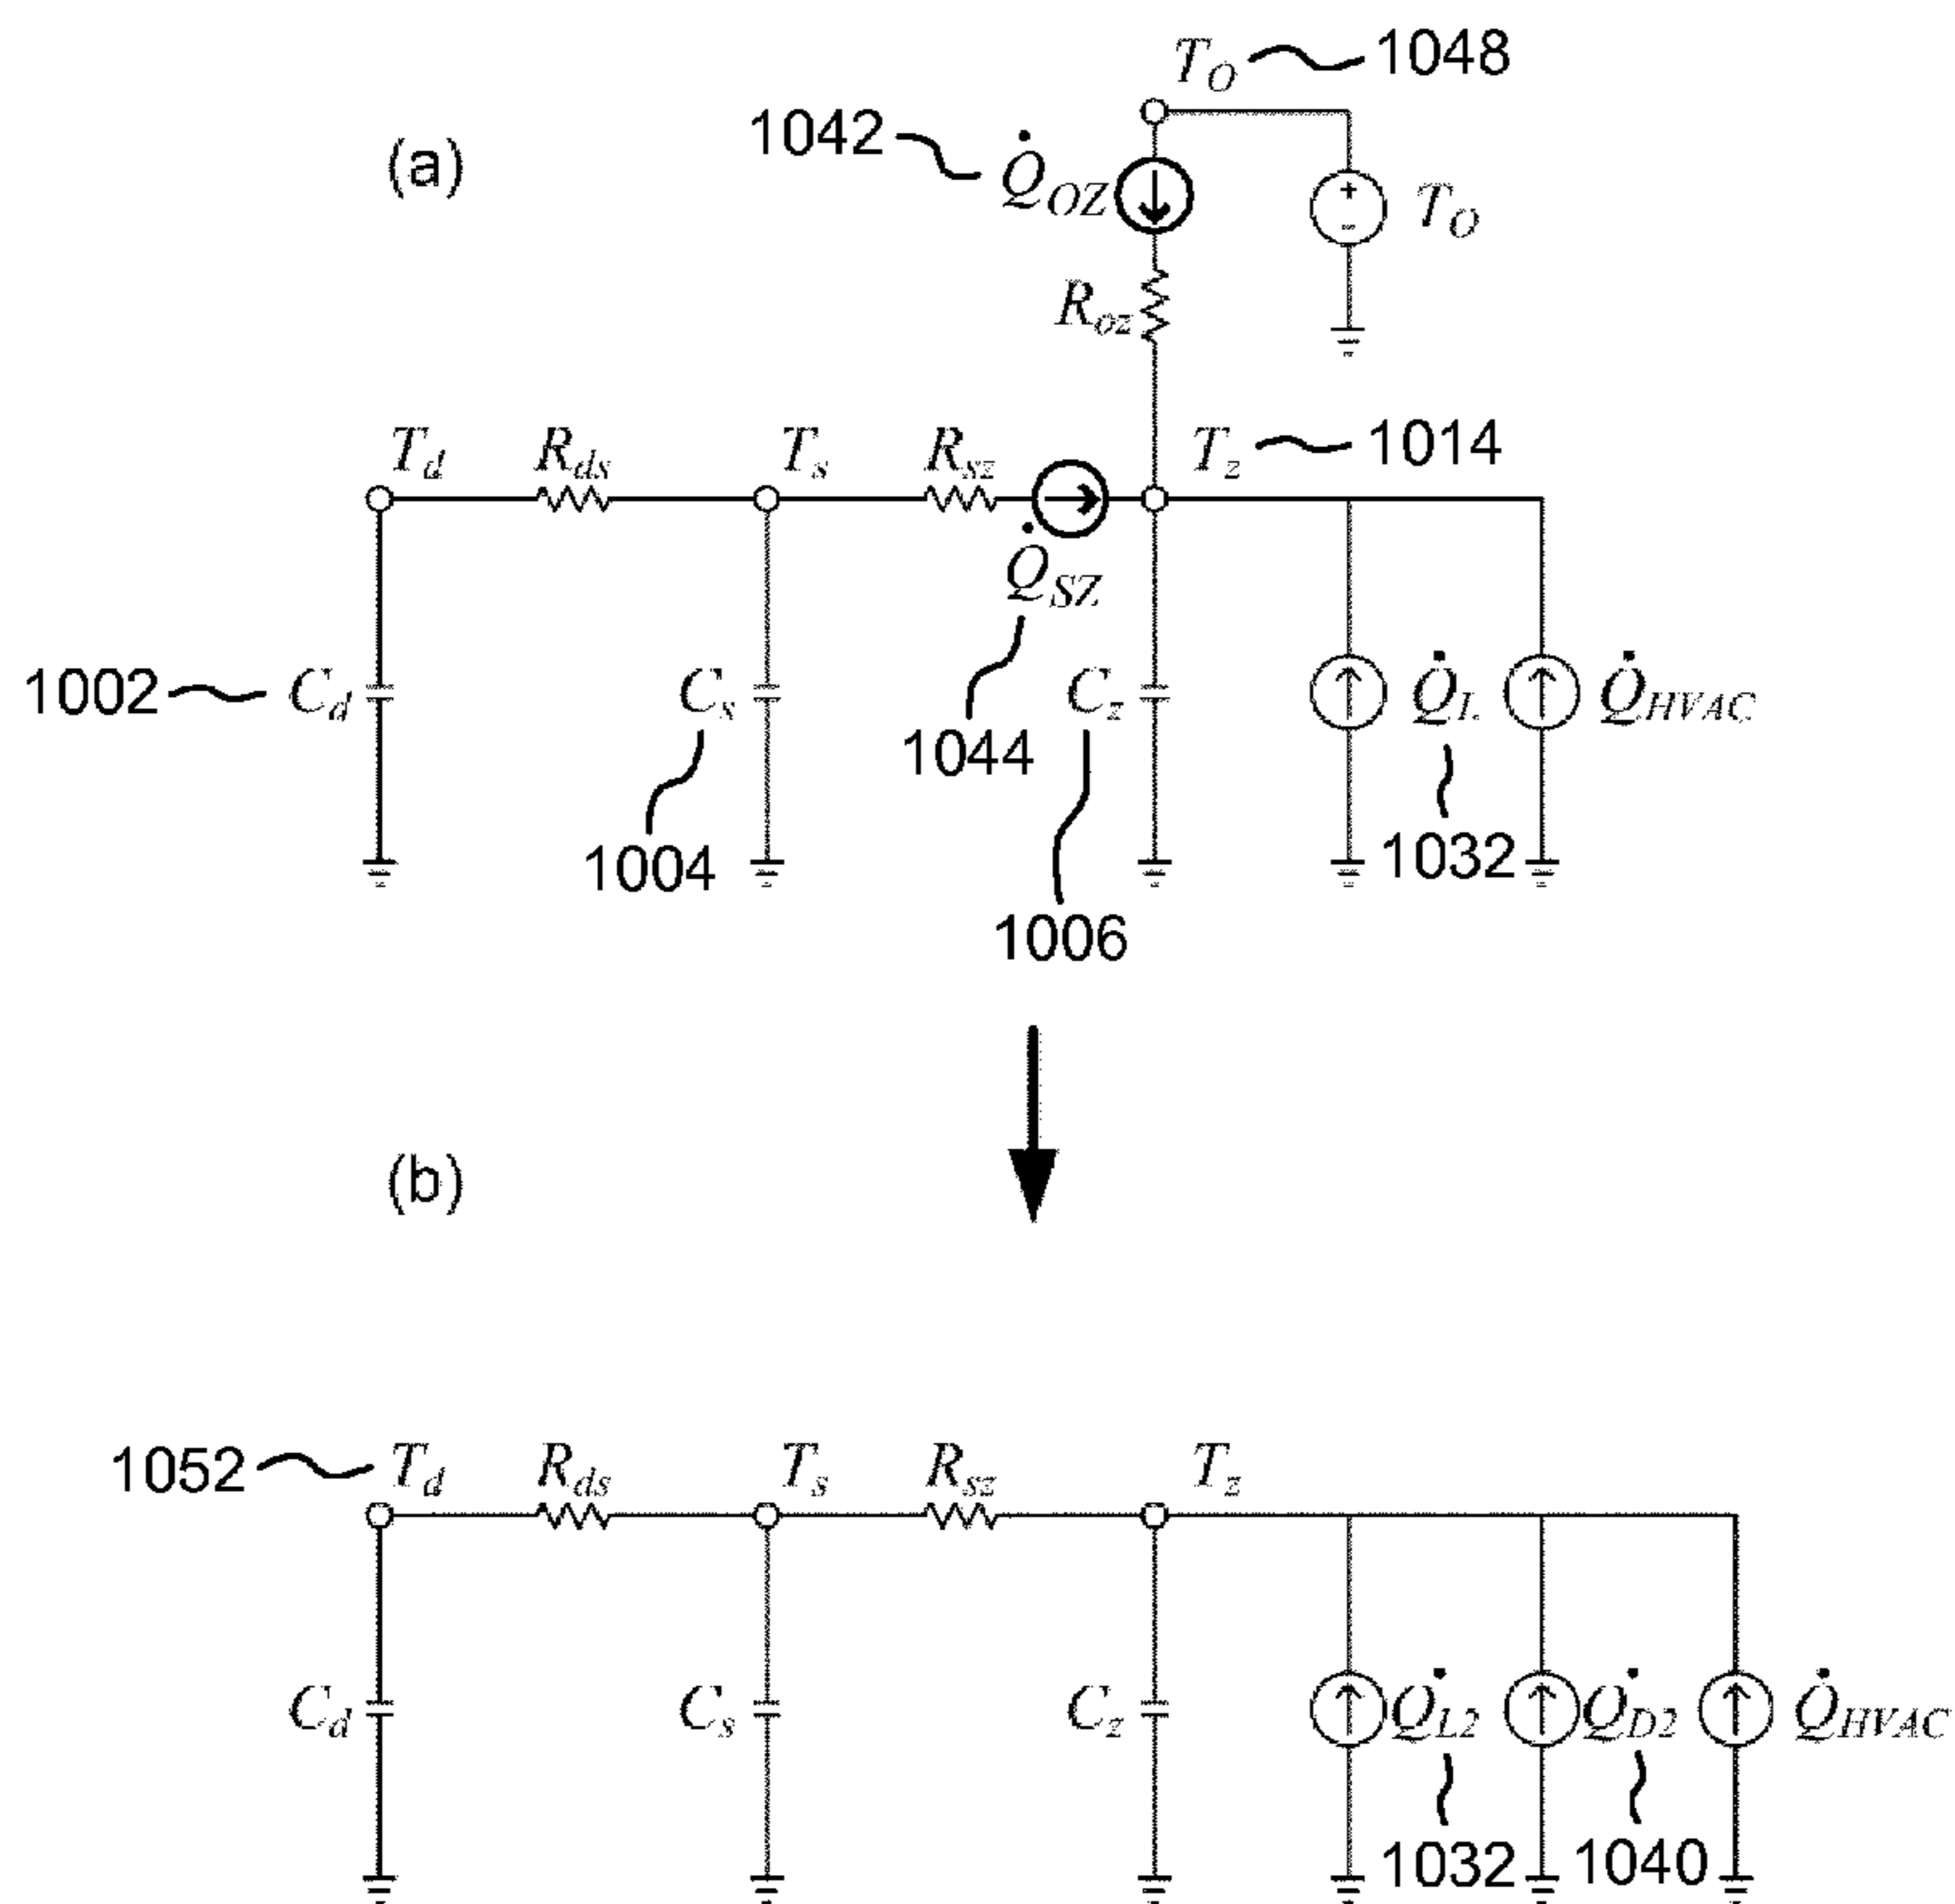 T_O 1048
1042
(a)
Q̇_OZ
T_O
R_oz
T_d R_ds T_s R_sz T_z 1014
Q̇_SZ
1002 C_d C_s C_z Q̇_L Q̇_HVAC
1044
1004 1032
1006
(b)
1052 T_d R_ds T_s R_sz T_z
C_d C_s C_z Q̇_L2 Q̇_D2 Q̇_HVAC
1032 1040